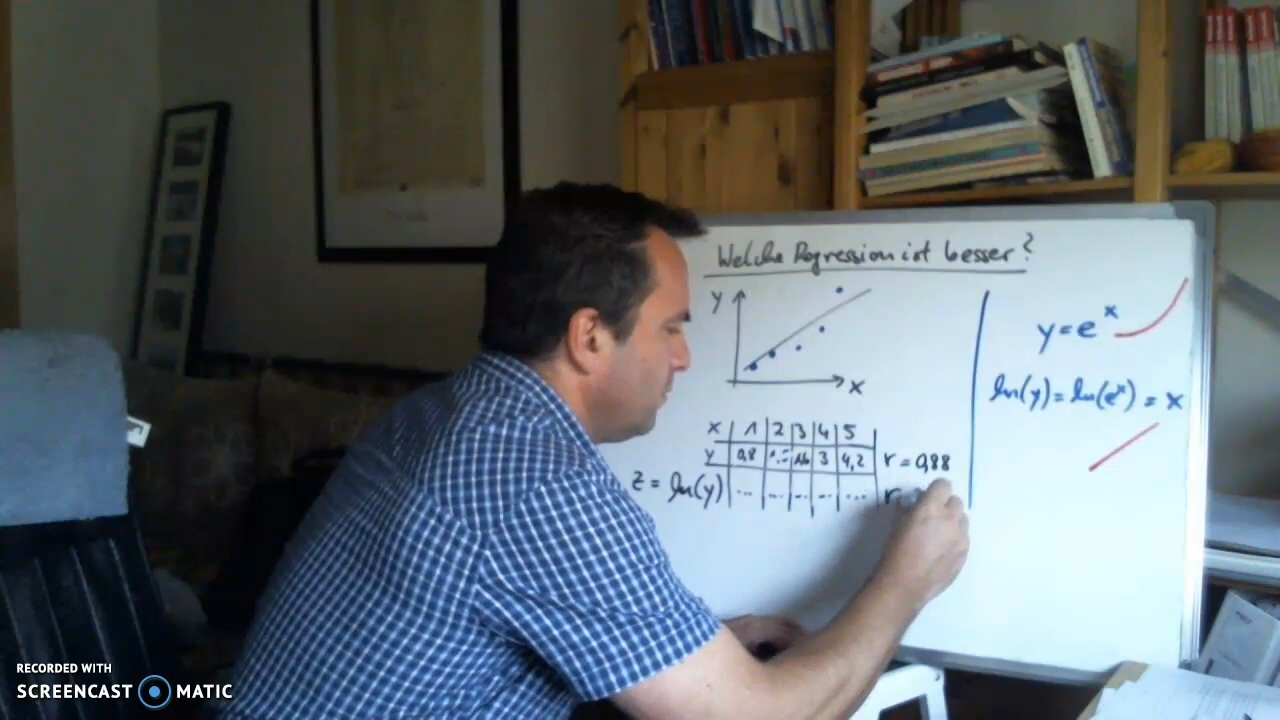 Welche Regression ist besser?
y
x
x 1 2 3 4 5
y 0,8 1,6 3 4,2 r = 0,88
z = ln(y) ... ... ... ... ... r
y = e^x
ln(y) = ln(e^x) = x
RECORDED WITH
SCREENCAST MATIC